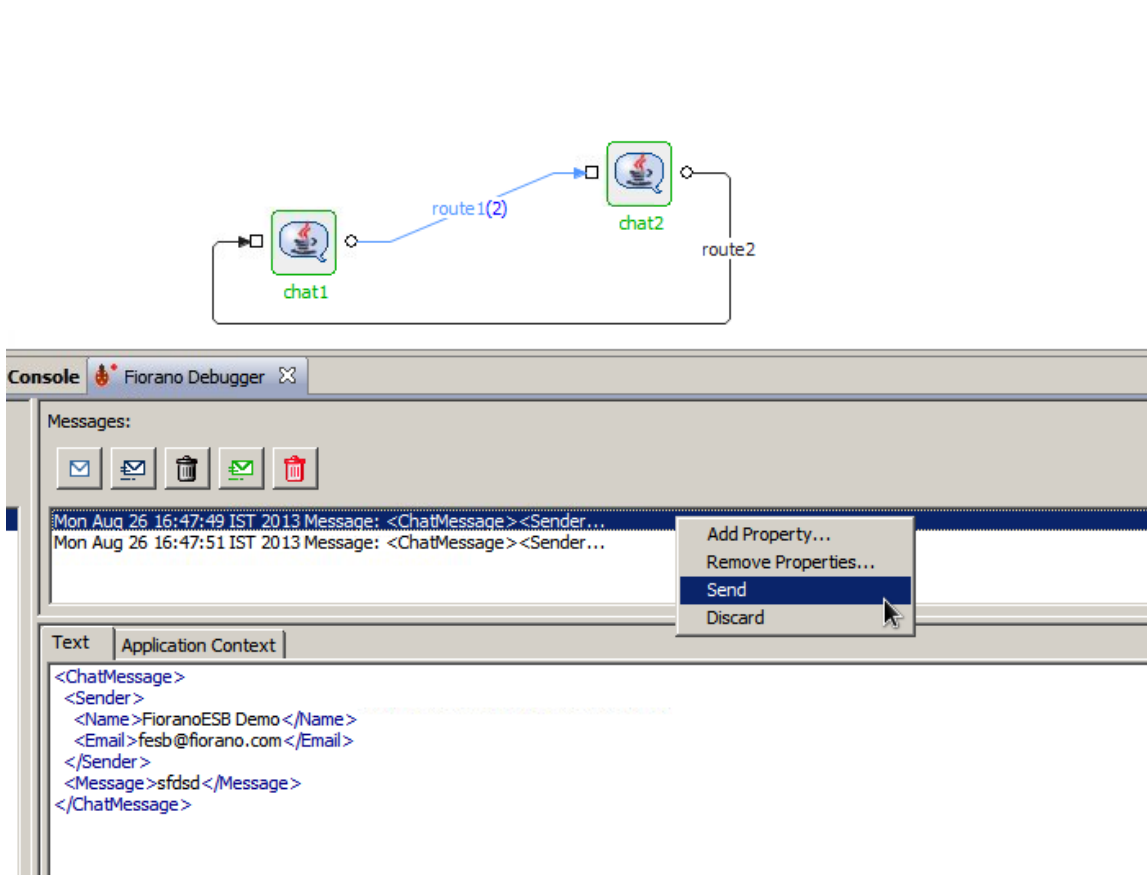 route1(2)
chat2
route2
chat1
Console
Fiorano Debugger
Messages:
Mon Aug 26 16:47:49 IST 2013 Message: <ChatMessage><Sender...
Mon Aug 26 16:47:51 IST 2013 Message: <ChatMessage><Sender...
Add Property...
Remove Properties...
Send
Discard
Text
Application Context
<ChatMessage>
<Sender>
<Name>FioranoESB Demo</Name>
<Email>fesb@fiorano.com</Email>
</Sender>
<Message>sfdsd</Message>
</ChatMessage>